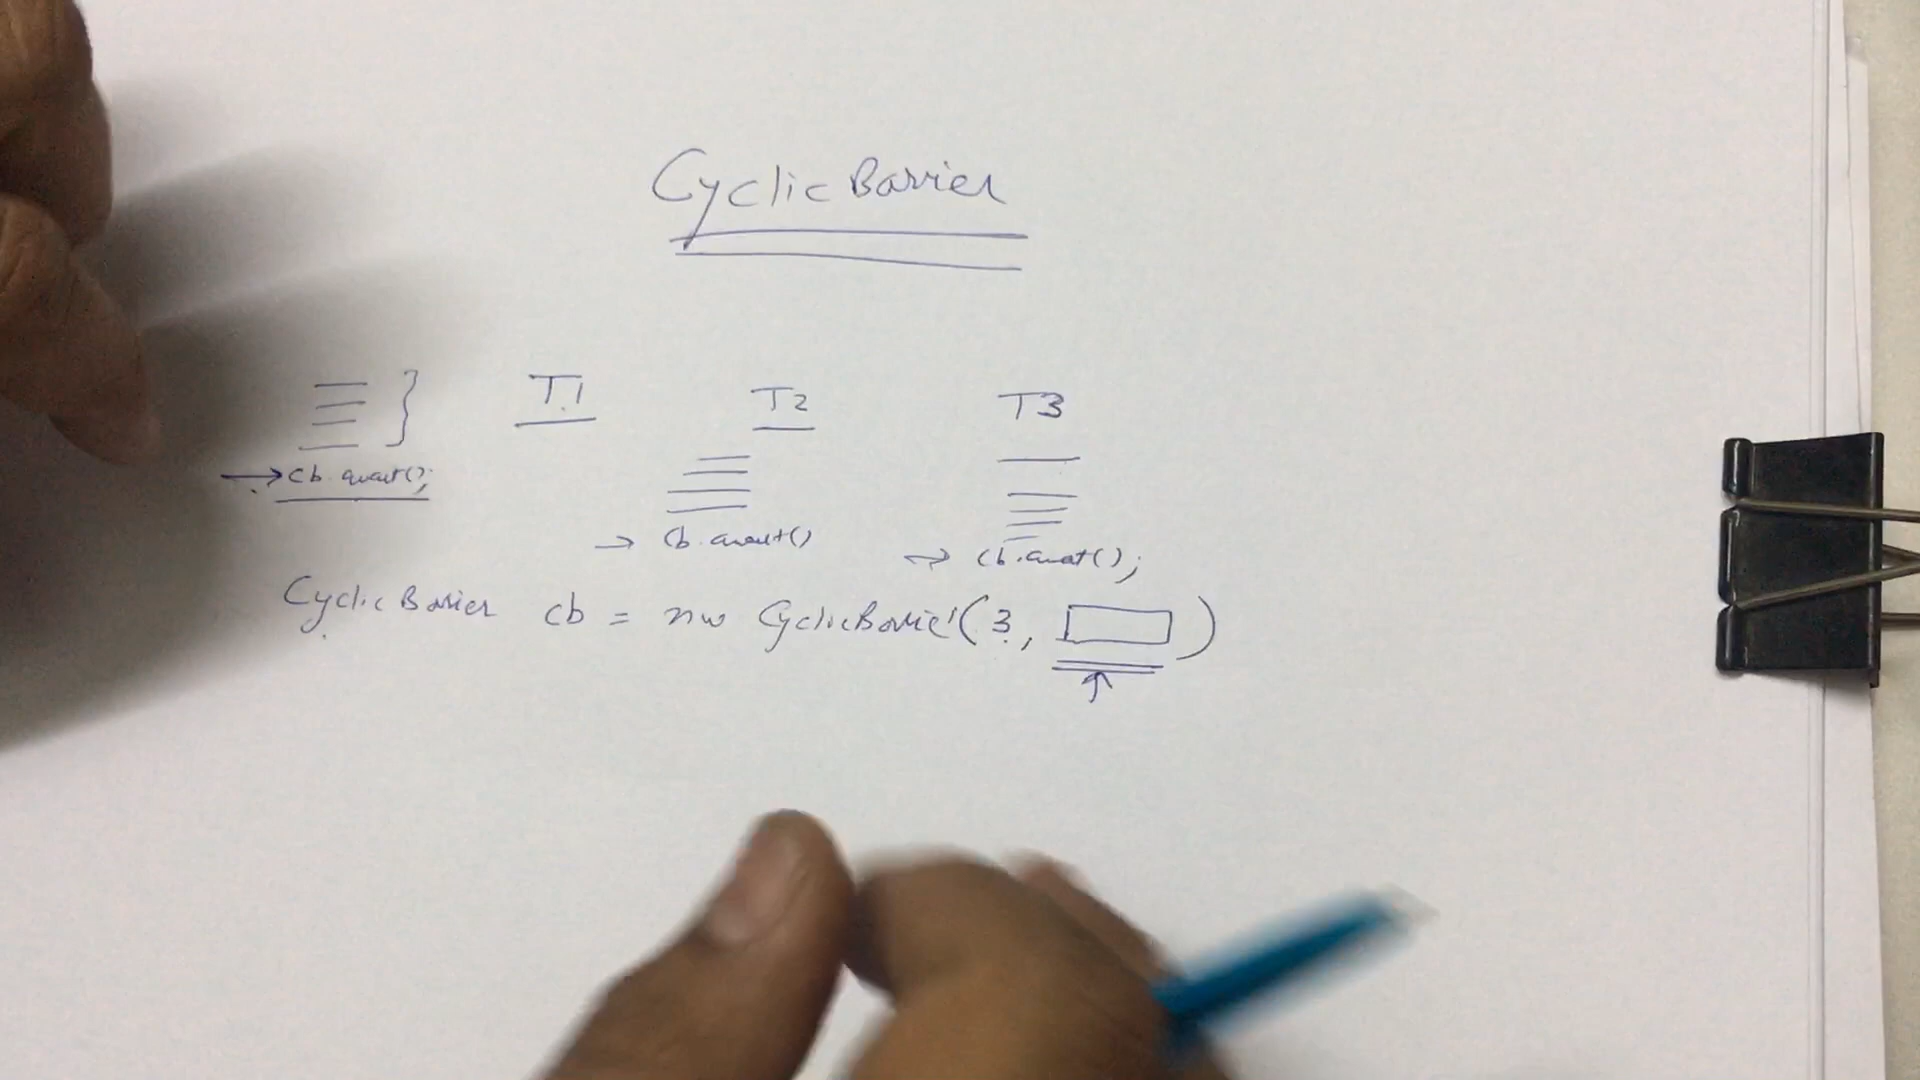 CyclicBarrier
T1 T2 T3
cb.await();
cb.await()
cb.await();
CyclicBarrier cb = new CyclicBarrier(3, )